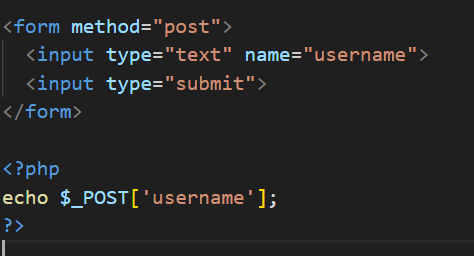 <form method="post">
  <input type="text" name="username">
  <input type="submit">
</form>

<?php
echo $_POST['username'];
?>